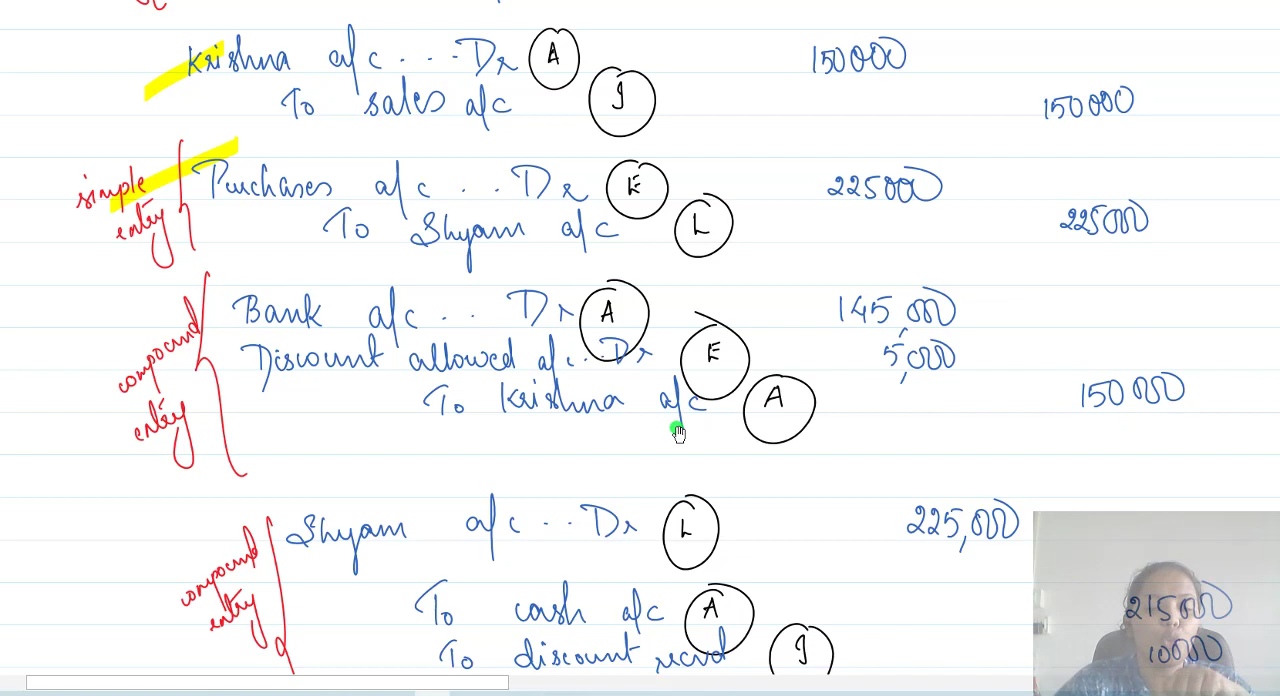 Krishna a/c ... Dr A 150000
To sales a/c I 150000
simple entry
Purchases a/c .. Dr E 225000
To Shyam a/c L 225000
compound entry
Bank a/c .. Dr A 145,000
Discount allowed a/c .. Dr E 5,000
To Krishna a/c A 150000
compound entry
Shyam a/c .. Dr L 225,000
To cash a/c A 215000
To discount recvd I 10000